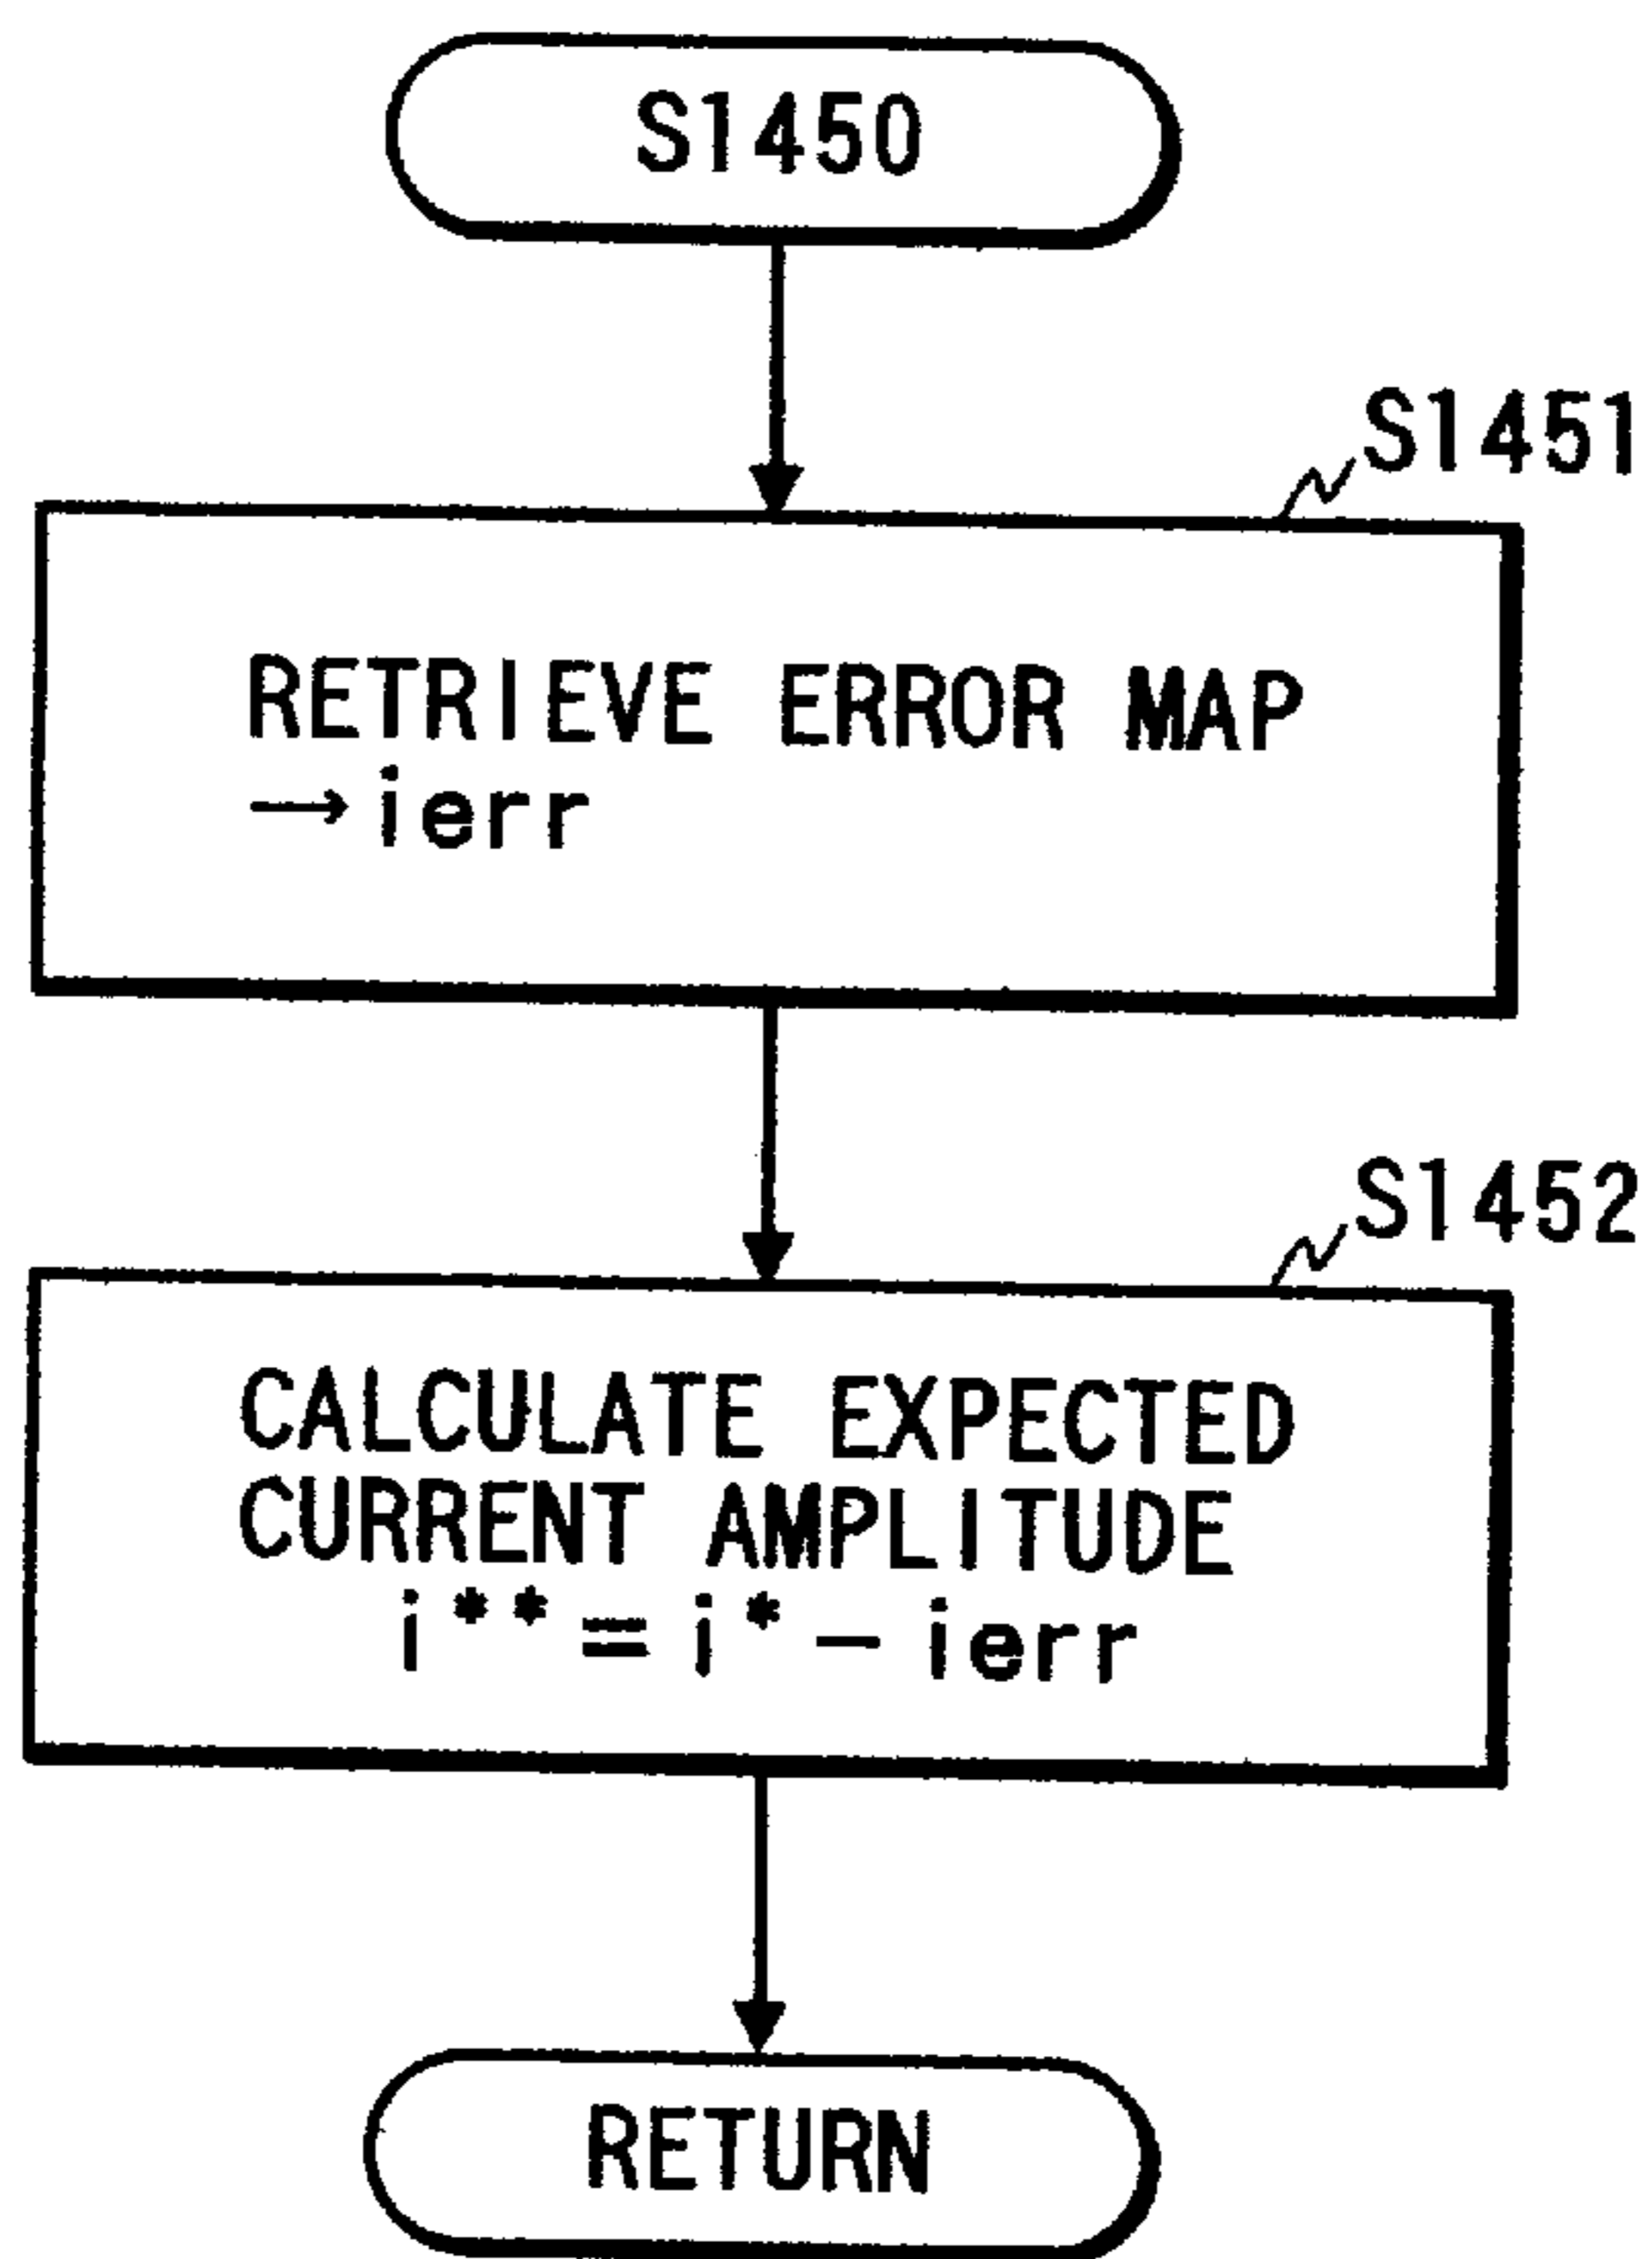 S1450
S1451
RETRIEVE ERROR MAP
→ierr
S1452
CALCULATE EXPECTED
CURRENT AMPLITUDE
i**=i*-ierr
RETURN